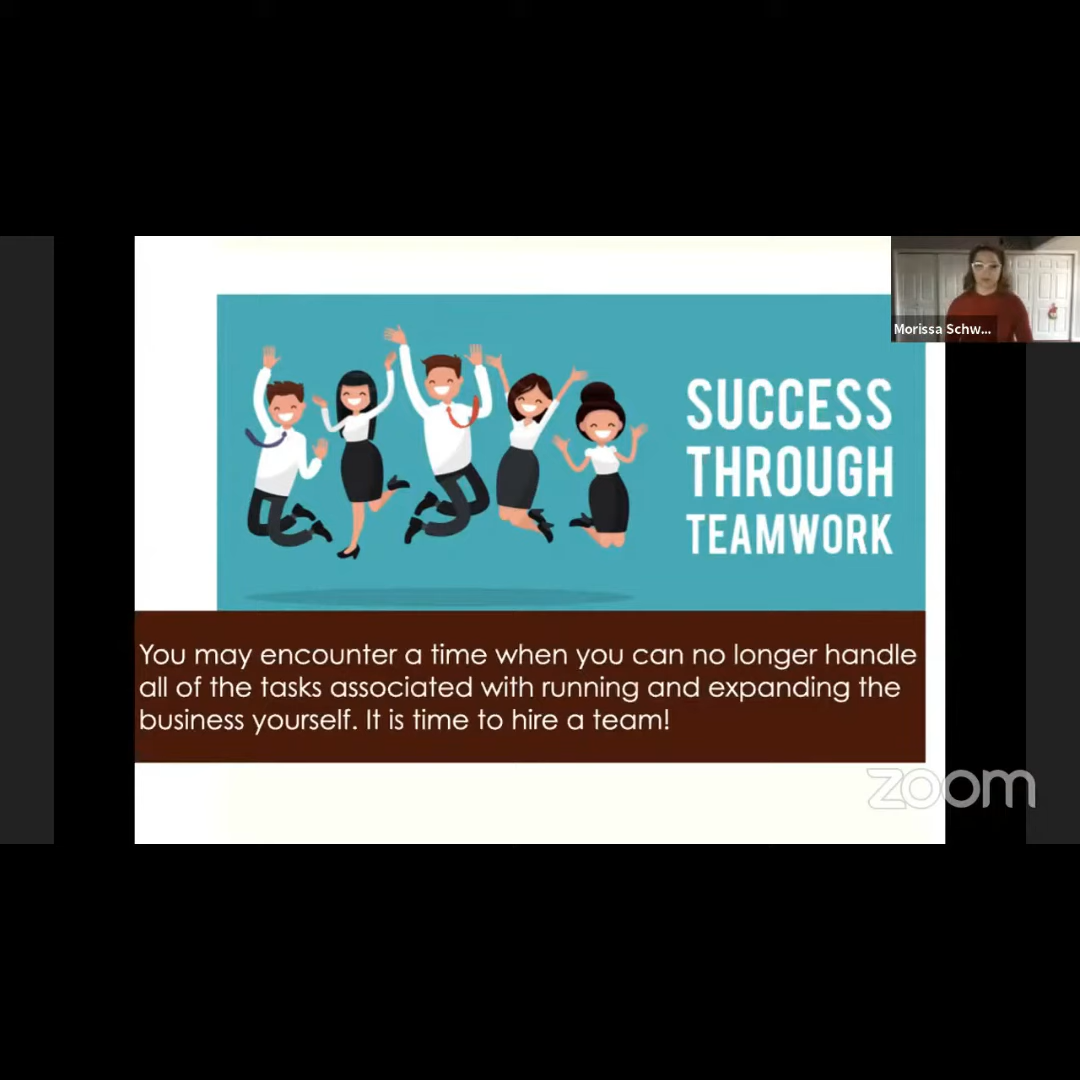 Morissa Schw...
SUCCESS
THROUGH
TEAMWORK
You may encounter a time when you can no longer handle
all of the tasks associated with running and expanding the
business yourself. It is time to hire a team!
zoom